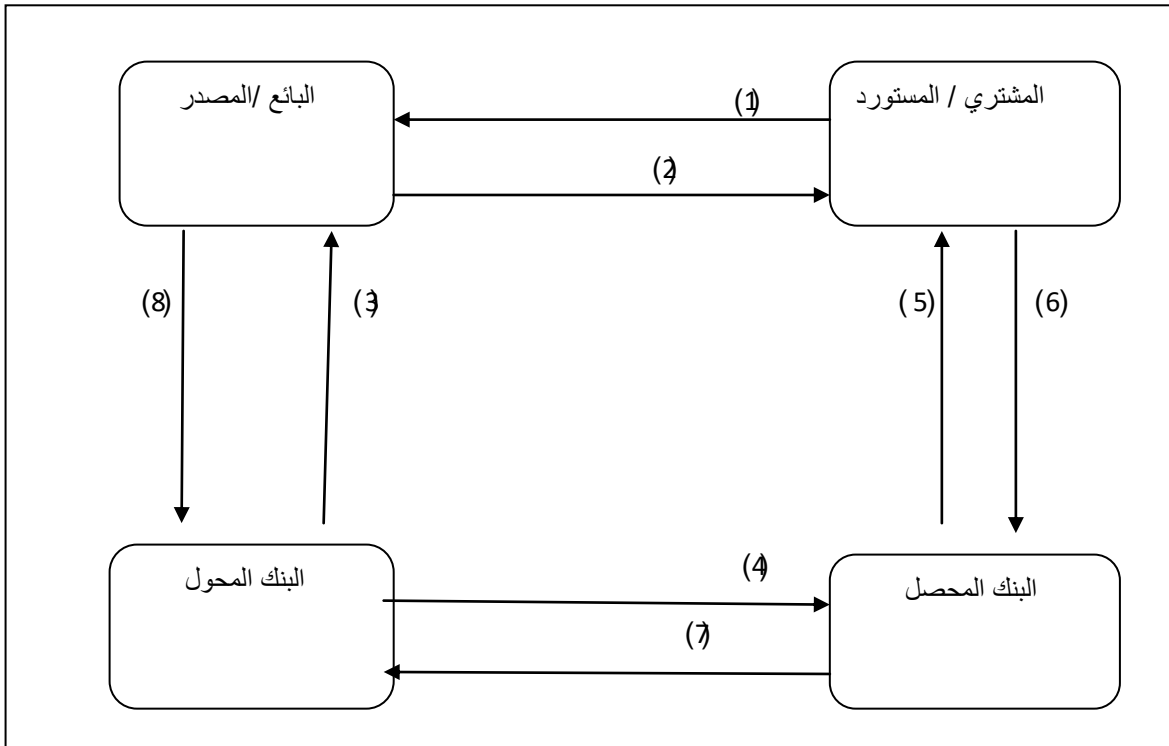 المشتري / المستورد
البائع /المصدر
(1)
(2)
(8)
(3)
(5)
(6)
(4)
البنك المحول
البنك المحصل
(7)